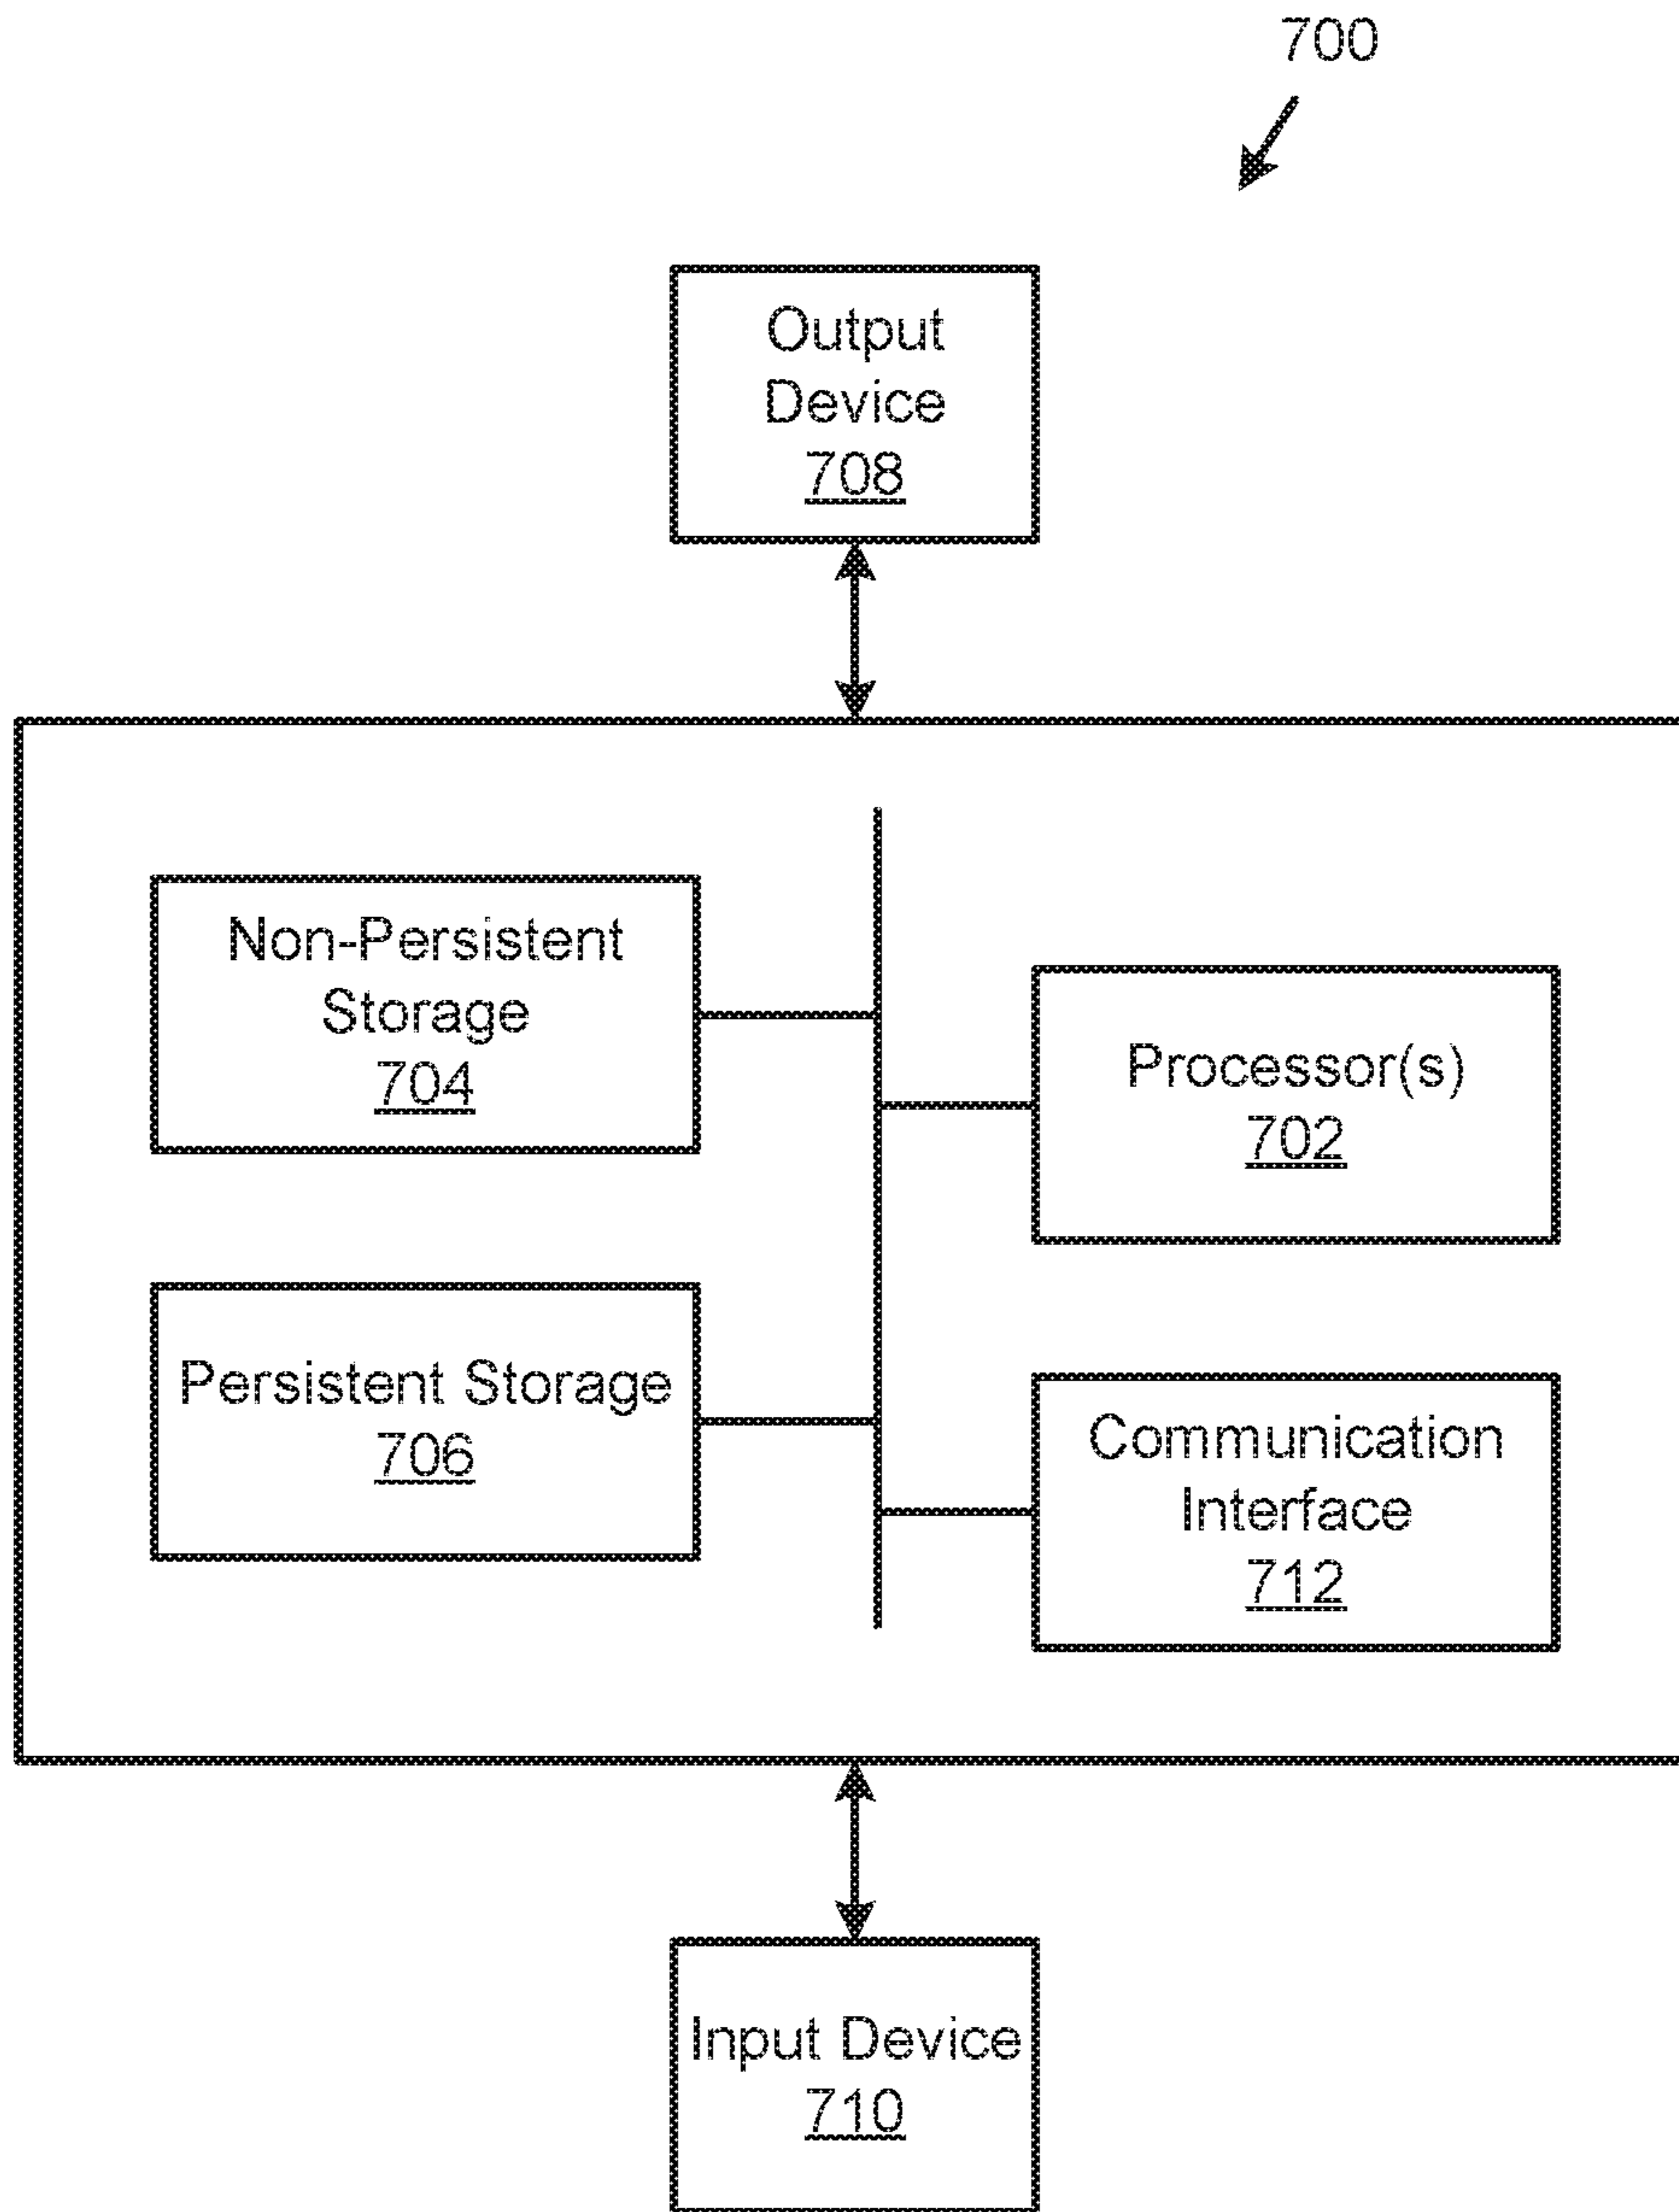 700
Output
Device
708
Non-Persistent
Storage
704
Processor(s)
702
Persistent Storage
706
Communication
Interface
712
Input Device
710